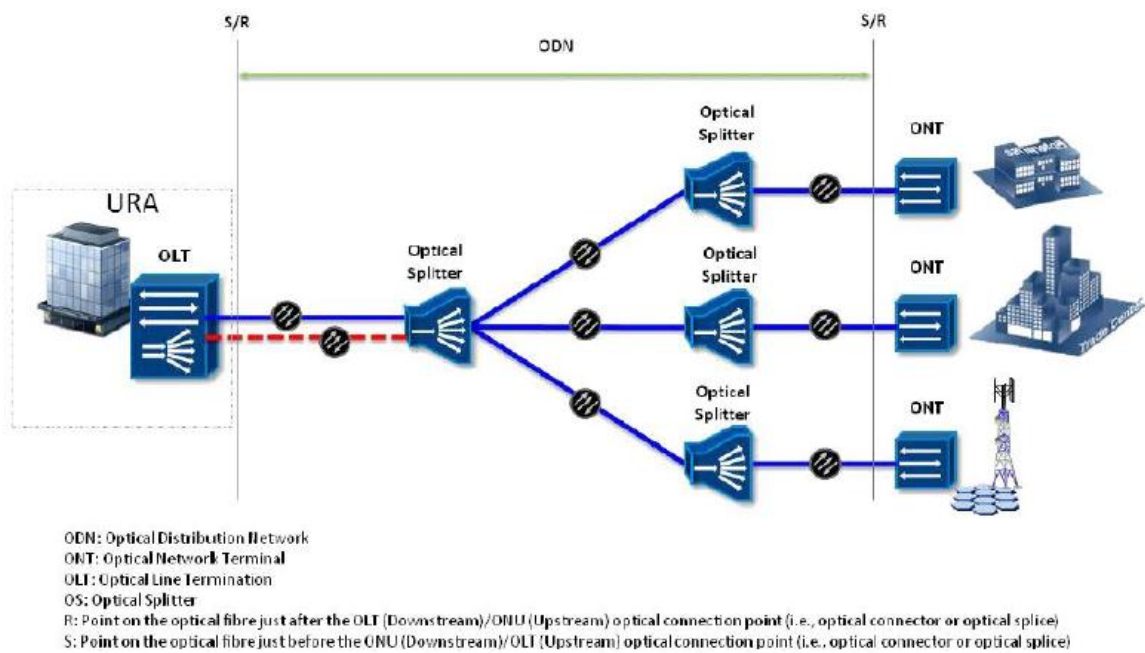 S/R
S/R
ODN
Optical
Splitter
ONT
URA
OLT
Optical
Splitter
Optical
Splitter
ONT
Trade Center
Optical
Splitter
ONT
ODN: Optical Distribution Network
ONT: Optical Network Terminal
OLT: Optical Line Termination
OS: Optical Splitter
R: Point on the optical fibre just after the OLT (Downstream)/ONU (Upstream) optical connection point (i.e., optical connector or optical splice)
S: Point on the optical fibre just before the ONU (Downstream)/OLT (Upstream) optical connection point (i.e., optical connector or optical splice)